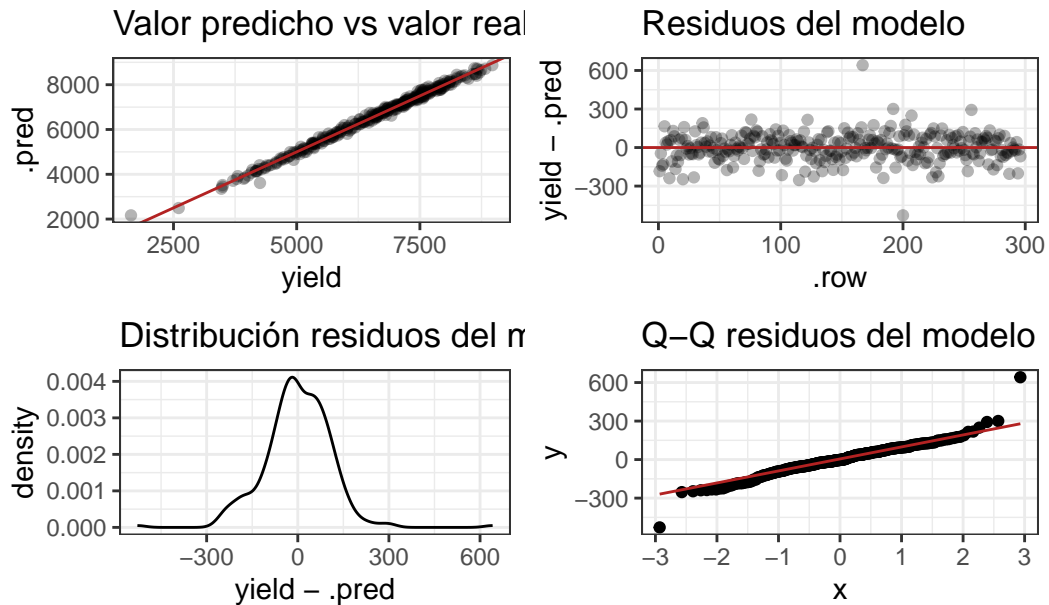 Valor predicho vs valor real
8000
6000
4000
2000
.pred
2500 5000 7500
yield
Residuos del modelo
600
300
0
−300
yield − .pred
0 100 200 300
.row
Distribución residuos del m
0.004
0.003
0.002
0.001
0.000
density
−300 0 300 600
yield − .pred
Q−Q residuos del modelo
600
300
0
−300
y
−3 −2 −1 0 1 2 3
x